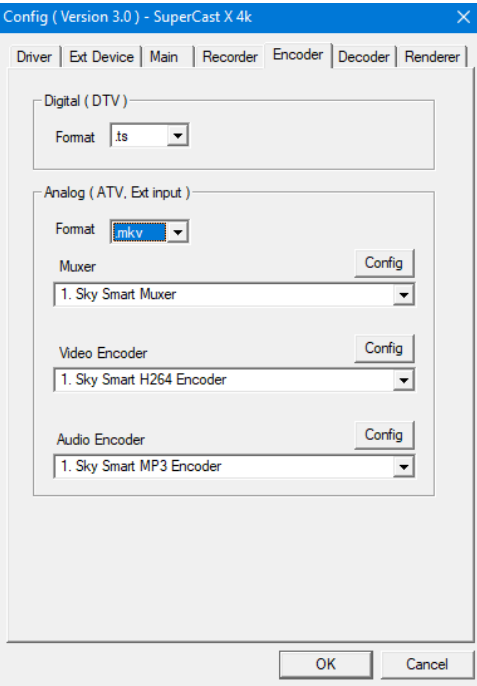 Config ( Version 3.0 ) - SuperCast X 4k
Driver Ext Device Main Recorder Encoder Decoder Renderer
Digital ( DTV )
Format .ts
Analog ( ATV, Ext input )
Format .mkv
Muxer Config
1. Sky Smart Muxer
Video Encoder Config
1. Sky Smart H264 Encoder
Audio Encoder Config
1. Sky Smart MP3 Encoder
OK Cancel